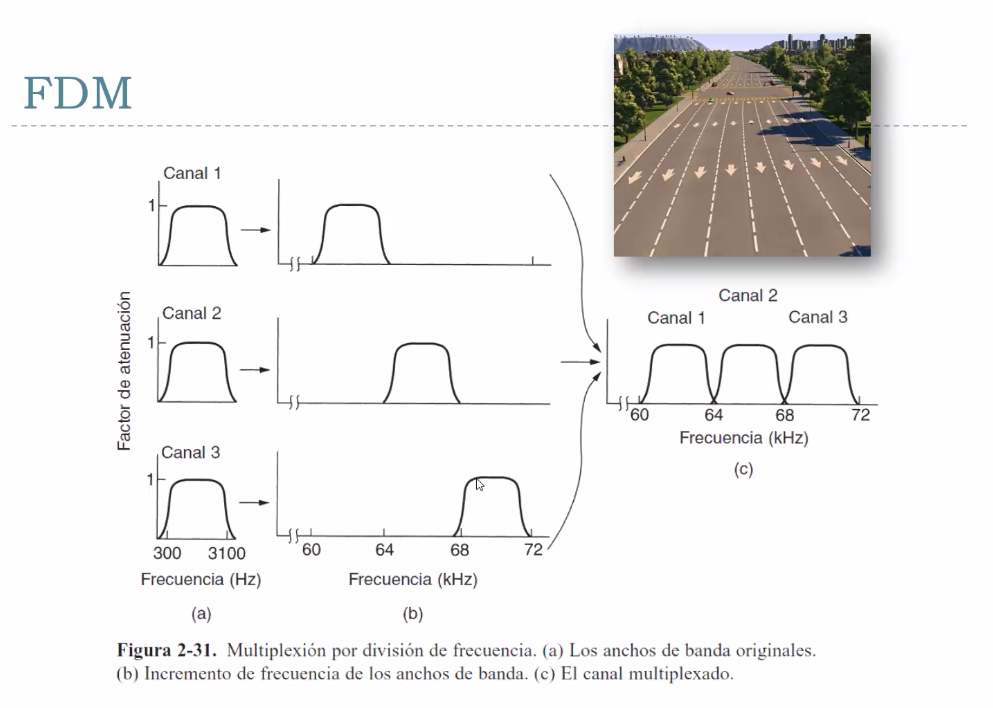 FDM
Canal 1
1
Canal 2
1
Canal 3
1
Factor de atenuación
300 3100
Frecuencia (Hz)
(a)
60 64 68 72
Frecuencia (kHz)
(b)
Canal 2
Canal 1 Canal 3
60 64 68 72
Frecuencia (kHz)
(c)
Figura 2-31. Multiplexión por división de frecuencia. (a) Los anchos de banda originales.
(b) Incremento de frecuencia de los anchos de banda. (c) El canal multiplexado.